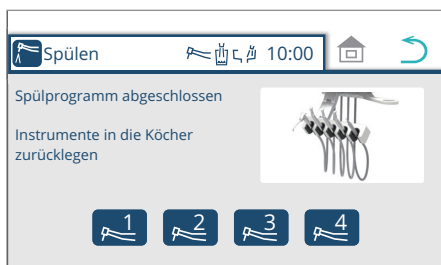 Spülen 10:00
Spülprogramm abgeschlossen
Instrumente in die Köcher
zurücklegen
1 2 3 4